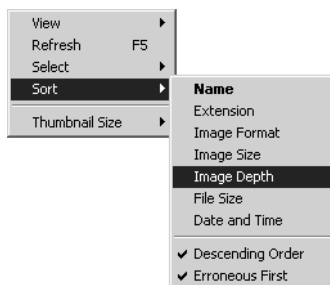 View
Refresh F5
Select
Sort
Thumbnail Size
Name
Extension
Image Format
Image Size
Image Depth
File Size
Date and Time
Descending Order
Erroneous First